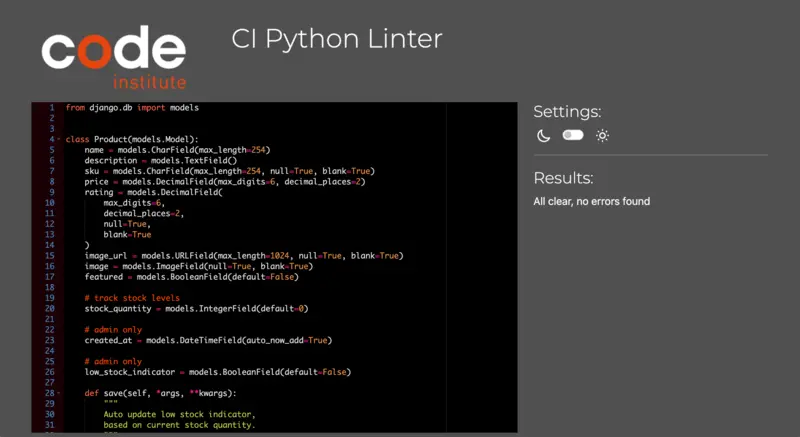 code
institute
CI Python Linter
1 from django.db import models
2
3
4 class Product(models.Model):
5     name = models.CharField(max_length=254)
6     description = models.TextField()
7     sku = models.CharField(max_length=254, null=True, blank=True)
8     price = models.DecimalField(max_digits=6, decimal_places=2)
9     rating = models.DecimalField(
10         max_digits=6,
11         decimal_places=2,
12         null=True,
13         blank=True
14     )
15     image_url = models.URLField(max_length=1024, null=True, blank=True)
16     image = models.ImageField(null=True, blank=True)
17     featured = models.BooleanField(default=False)
18
19     # track stock levels
20     stock_quantity = models.IntegerField(default=0)
21
22     # admin only
23     created_at = models.DateTimeField(auto_now_add=True)
24
25     # admin only
26     low_stock_indicator = models.BooleanField(default=False)
27
28     def save(self, *args, **kwargs):
29         """
30         Auto update low stock indicator,
31         based on current stock quantity.
Settings:
Results:
All clear, no errors found